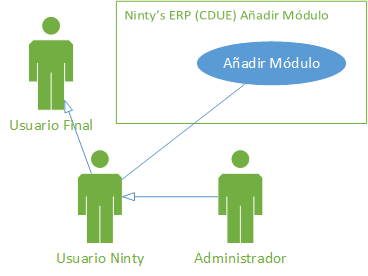 Ninty's ERP (CDUE) Añadir Módulo
Añadir Módulo
Usuario Final
Usuario Ninty
Administrador